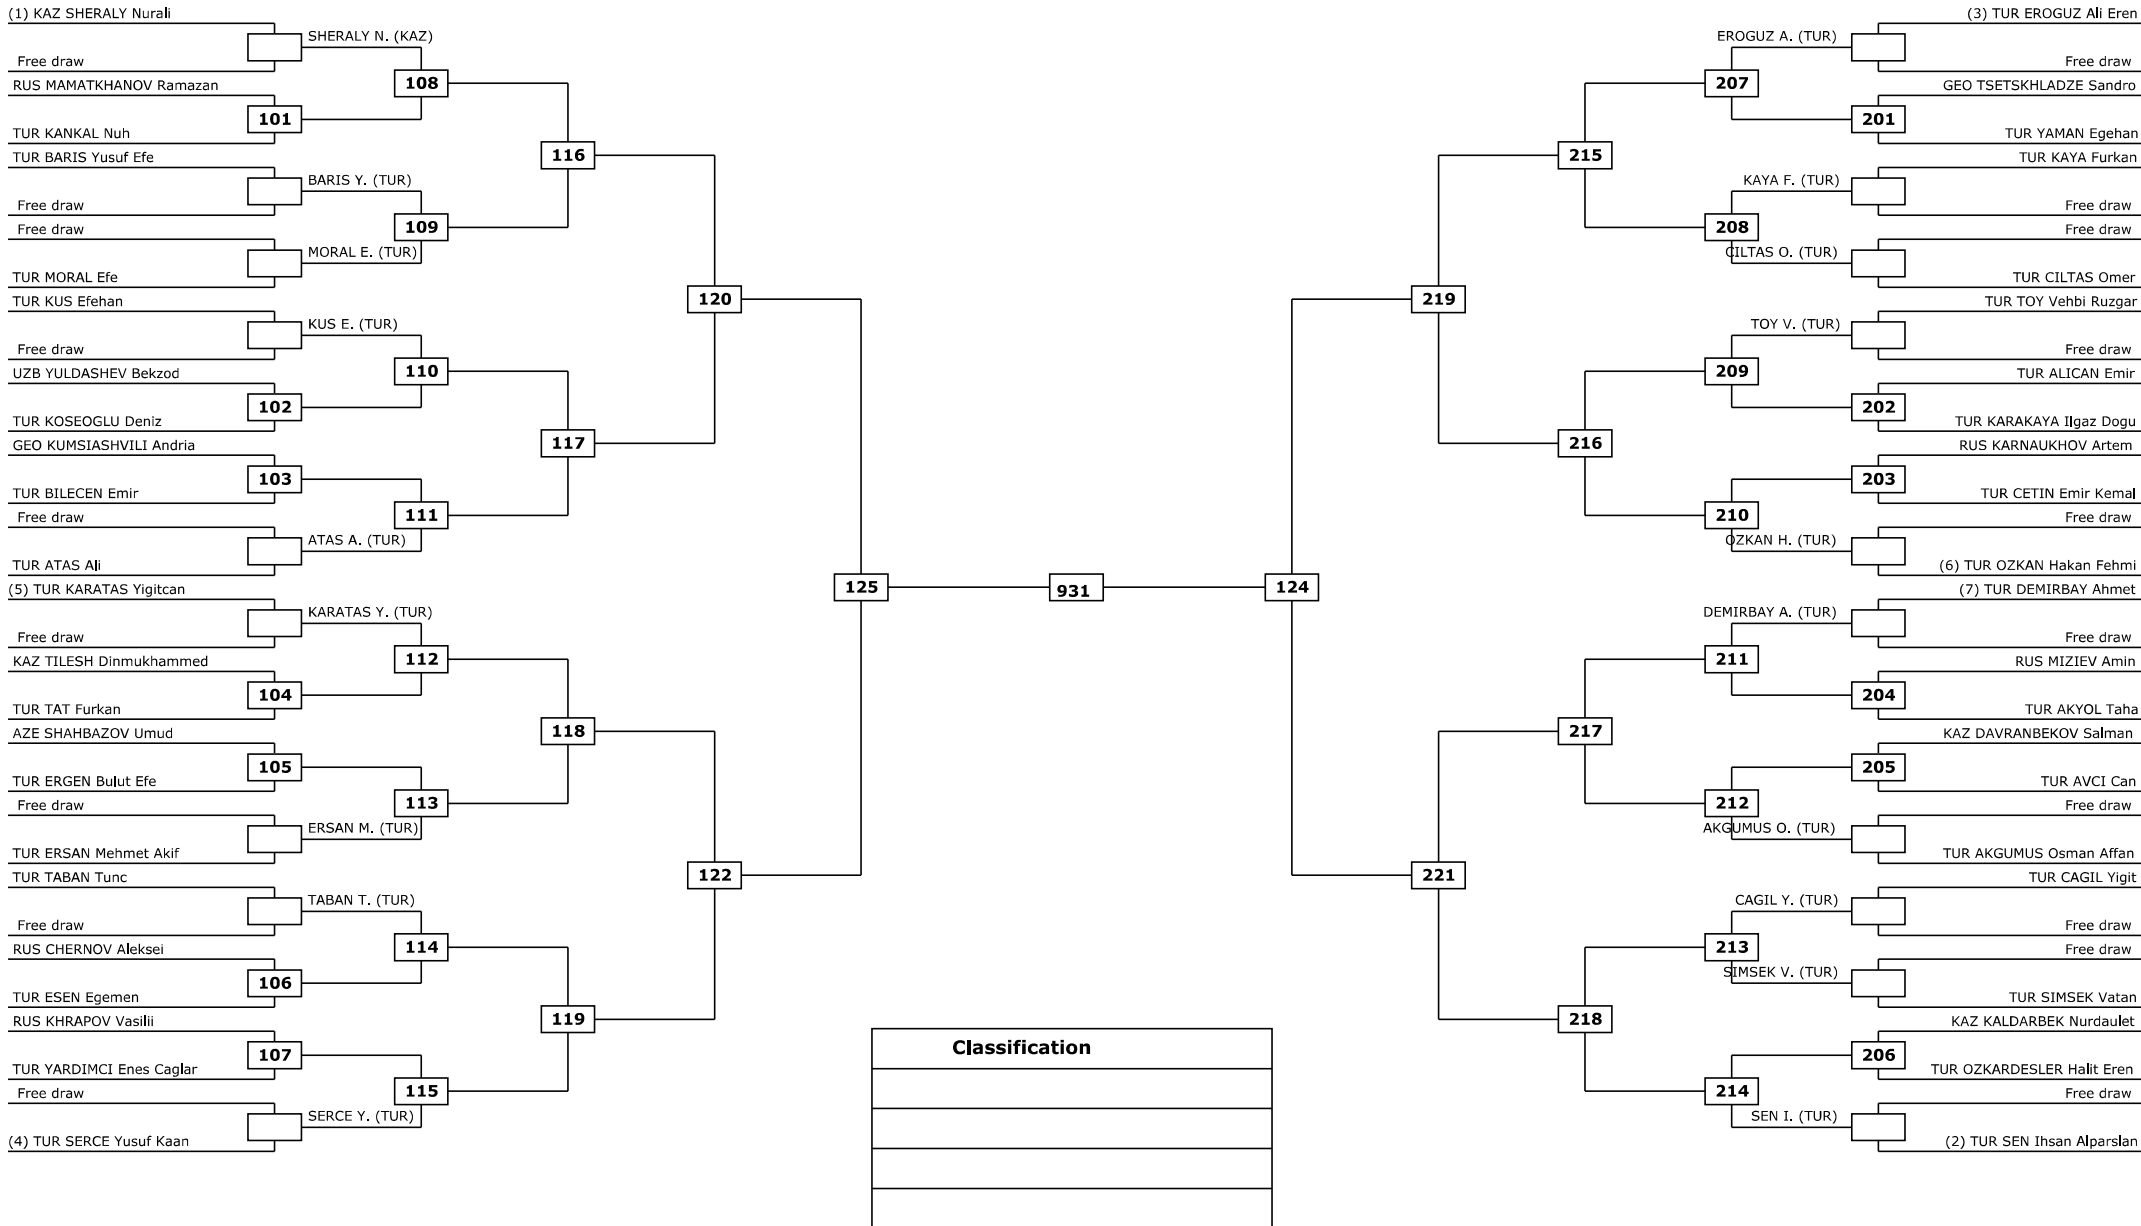 (1) KAZ SHERALY Nurali
SHERALY N. (KAZ)
Free draw
108
RUS MAMATKHANOV Ramazan
101
TUR KANKAL Nuh
116
TUR BARIS Yusuf Efe
BARIS Y. (TUR)
Free draw
109
Free draw
MORAL E. (TUR)
TUR MORAL Efe
120
TUR KUS Efehan
KUS E. (TUR)
Free draw
110
UZB YULDASHEV Bekzod
102
TUR KOSEOGLU Deniz
117
GEO KUMSIASHVILI Andria
103
TUR BILECEN Emir
111
Free draw
ATAS A. (TUR)
TUR ATAS Ali
125
(5) TUR KARATAS Yigitcan
KARATAS Y. (TUR)
Free draw
112
KAZ TILESH Dinmukhammed
104
TUR TAT Furkan
118
AZE SHAHBAZOV Umud
105
TUR ERGEN Bulut Efe
113
Free draw
ERSAN M. (TUR)
TUR ERSAN Mehmet Akif
122
TUR TABAN Tunc
TABAN T. (TUR)
Free draw
114
RUS CHERNOV Aleksei
106
TUR ESEN Egemen
119
RUS KHRAPOV Vasilii
107
TUR YARDIMCI Enes Caglar
115
Free draw
SERCE Y. (TUR)
(4) TUR SERCE Yusuf Kaan
931
(3) TUR EROGUZ Ali Eren
EROGUZ A. (TUR)
Free draw
207
GEO TSETSKHLADZE Sandro
201
TUR YAMAN Egehan
215
TUR KAYA Furkan
KAYA F. (TUR)
Free draw
208
Free draw
CILTAS O. (TUR)
TUR CILTAS Omer
219
TUR TOY Vehbi Ruzgar
TOY V. (TUR)
Free draw
209
TUR ALICAN Emir
202
TUR KARAKAYA Ilgaz Dogu
216
RUS KARNAUKHOV Artem
203
TUR CETIN Emir Kemal
210
Free draw
OZKAN H. (TUR)
(6) TUR OZKAN Hakan Fehmi
124
(7) TUR DEMIRBAY Ahmet
DEMIRBAY A. (TUR)
Free draw
211
RUS MIZIEV Amin
204
TUR AKYOL Taha
217
KAZ DAVRANBEKOV Salman
205
TUR AVCI Can
212
Free draw
AKGUMUS O. (TUR)
TUR AKGUMUS Osman Affan
221
TUR CAGIL Yigit
CAGIL Y. (TUR)
Free draw
213
Free draw
SIMSEK V. (TUR)
TUR SIMSEK Vatan
218
KAZ KALDARBEK Nurdaulet
206
TUR OZKARDESLER Halit Eren
214
Free draw
SEN I. (TUR)
(2) TUR SEN Ihsan Alparslan
Classification